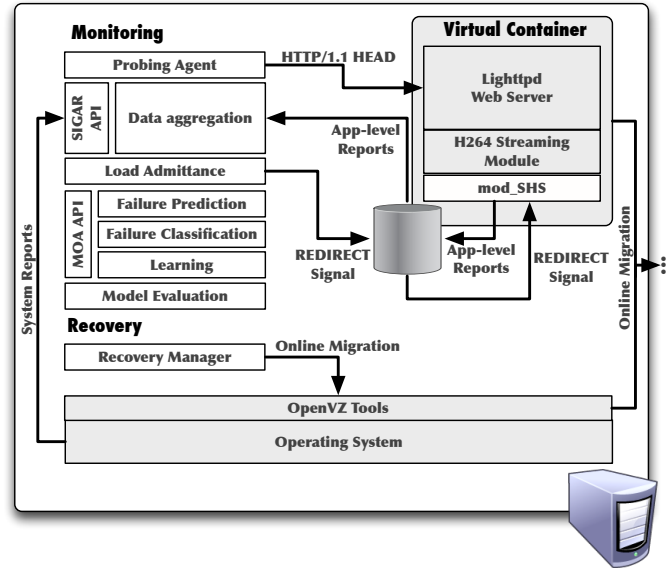 Monitoring
Virtual Container
Probing Agent
HTTP/1.1 HEAD
Lighttpd
Web Server
SIGAR
API
Data aggregation
App-level
Reports
H264 Streaming
Module
Load Admittance
mod_SHS
MOA API
Failure Prediction
Failure Classification
Learning
REDIRECT
Signal
App-level
Reports
REDIRECT
Signal
Online Migration
...
System Reports
Model Evaluation
Recovery
Recovery Manager
Online Migration
OpenVZ Tools
Operating System